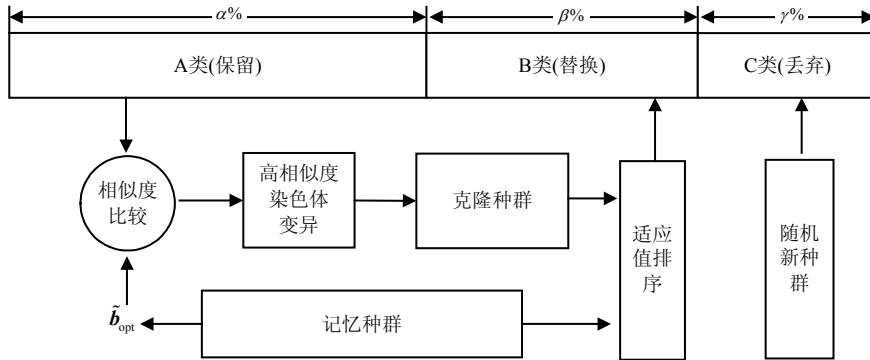 α% β% γ%
A类(保留) B类(替换) C类(丢弃)
相似度
比较
高相似度
染色体
变异
克隆种群
适应
值排
序
随机
新种
群
b̃opt
记忆种群